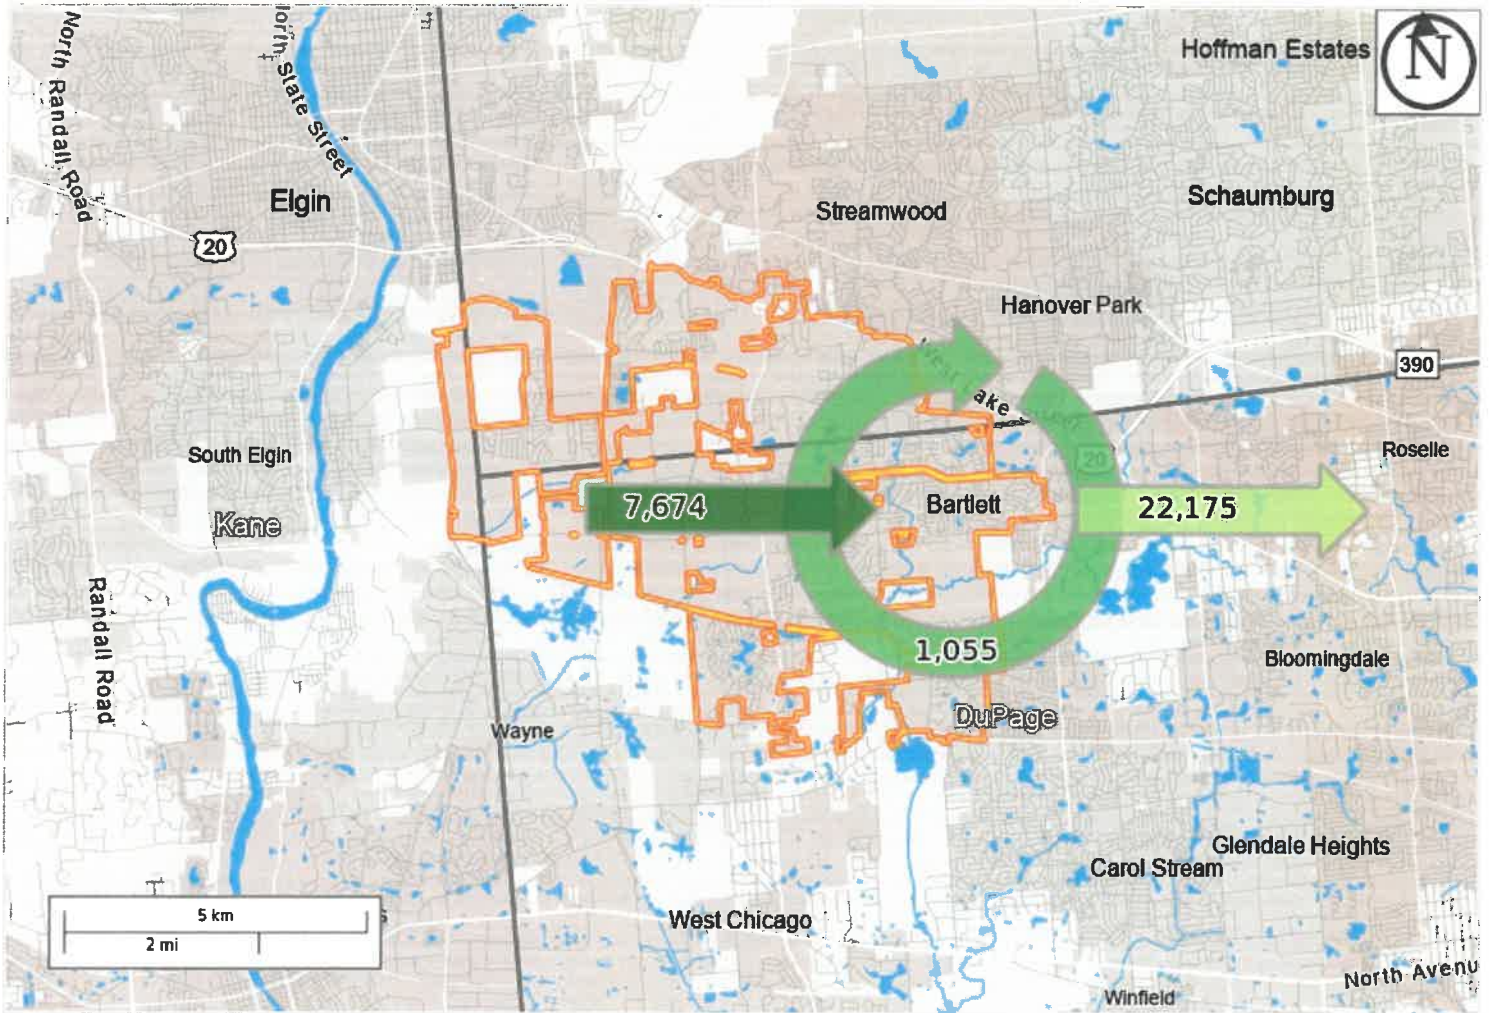 North Randall Road
North State Street
Hoffman Estates
N
Elgin
Streamwood
Schaumburg
20
Hanover Park
West Lake
390
South Elgin
20
Roselle
Kane
7,674
Bartlett
22,175
Randall Road
1,055
Bloomingdale
Wayne
DuPage
Glendale Heights
Carol Stream
5 km
2 mi
West Chicago
North Avenu
Winfield